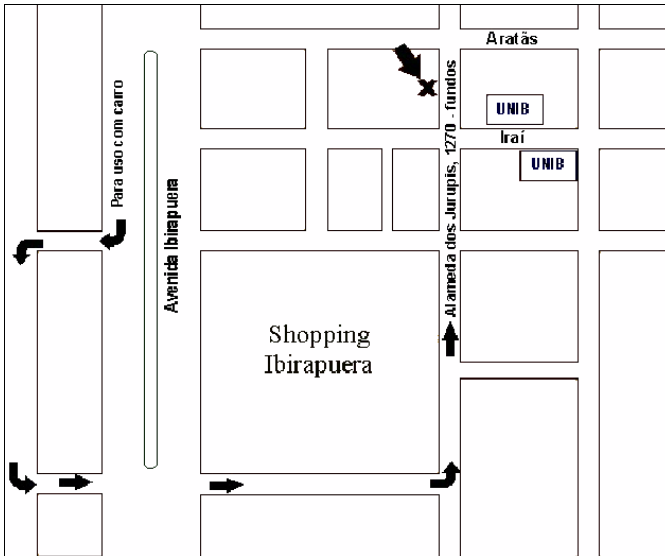 Aratãs
UNIB
Iraí
UNIB
Para uso com carro
Avenida Ibirapuera
Alameda dos Jurupis, 1270 - fundos
Shopping
Ibirapuera